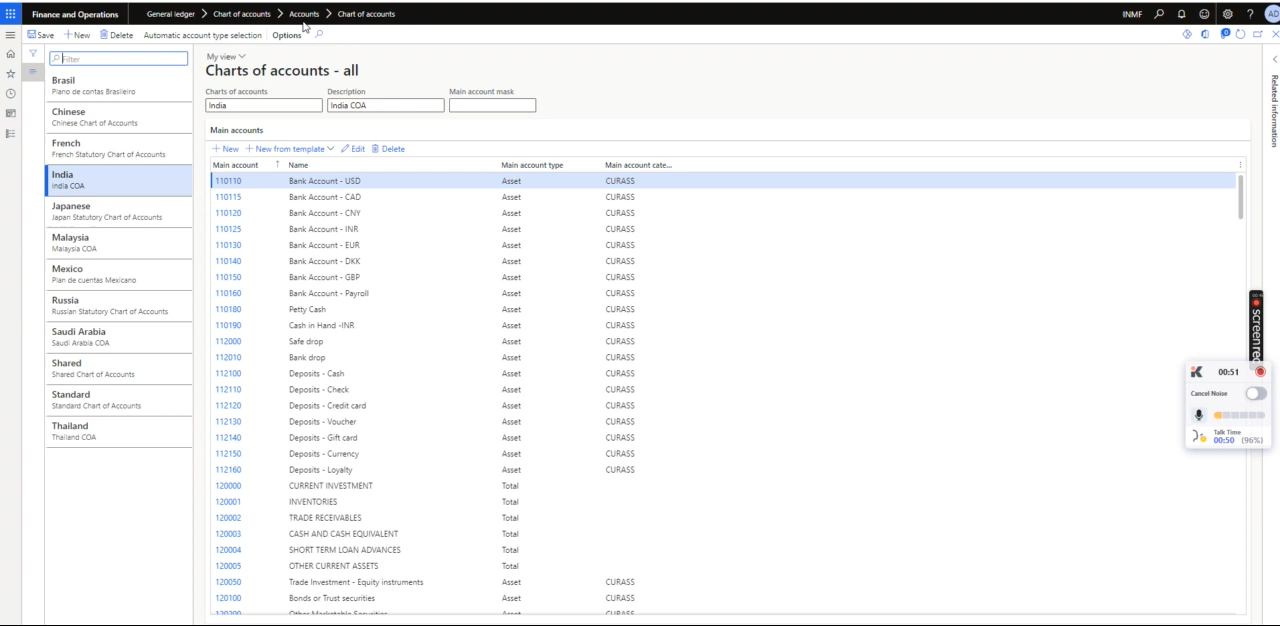 Finance and Operations
General ledger > Chart of accounts > Accounts > Chart of accounts
INMF
?
AD
Save + New Delete Automatic account type selection Options
0
Filter
Brasil
Plano de contas Brasileiro
Chinese
Chinese Chart of Accounts
French
French Statutory Chart of Accounts
India
India COA
Japanese
Japan Statutory Chart of Accounts
Malaysia
Malaysia COA
Mexico
Plan de cuentas Mexicano
Russia
Russian Statutory Chart of Accounts
Saudi Arabia
Saudi Arabia COA
Shared
Shared Chart of Accounts
Standard
Standard Chart of Accounts
Thailand
Thailand COA
My view
Charts of accounts - all
Charts of accounts Description Main account mask
India India COA
Main accounts
+ New + New from template Edit Delete
Main account ↑ Name Main account type Main account cate...
110110 Bank Account - USD Asset CURASS
110115 Bank Account - CAD Asset CURASS
110120 Bank Account - CNY Asset CURASS
110125 Bank Account - INR Asset CURASS
110130 Bank Account - EUR Asset CURASS
110140 Bank Account - DKK Asset CURASS
110150 Bank Account - GBP Asset CURASS
110160 Bank Account - Payroll Asset CURASS
110180 Petty Cash Asset CURASS
110190 Cash in Hand -INR Asset CURASS
112000 Safe drop Asset CURASS
112010 Bank drop Asset CURASS
112100 Deposits - Cash Asset CURASS
112110 Deposits - Check Asset CURASS
112120 Deposits - Credit card Asset CURASS
112130 Deposits - Voucher Asset CURASS
112140 Deposits - Gift card Asset CURASS
112150 Deposits - Currency Asset CURASS
112160 Deposits - Loyalty Asset CURASS
120000 CURRENT INVESTMENT Total
120001 INVENTORIES Total
120002 TRADE RECEIVABLES Total
120003 CASH AND CASH EQUIVALENT Total
120004 SHORT TERM LOAN ADVANCES Total
120005 OTHER CURRENT ASSETS Total
120050 Trade Investment - Equity instruments Asset CURASS
120100 Bonds or Trust securities Asset CURASS
120200 Other Marketable Securities Asset CURASS
Related information
screenrec
00:51
Cancel Noise
Talk Time
00:50 (96%)